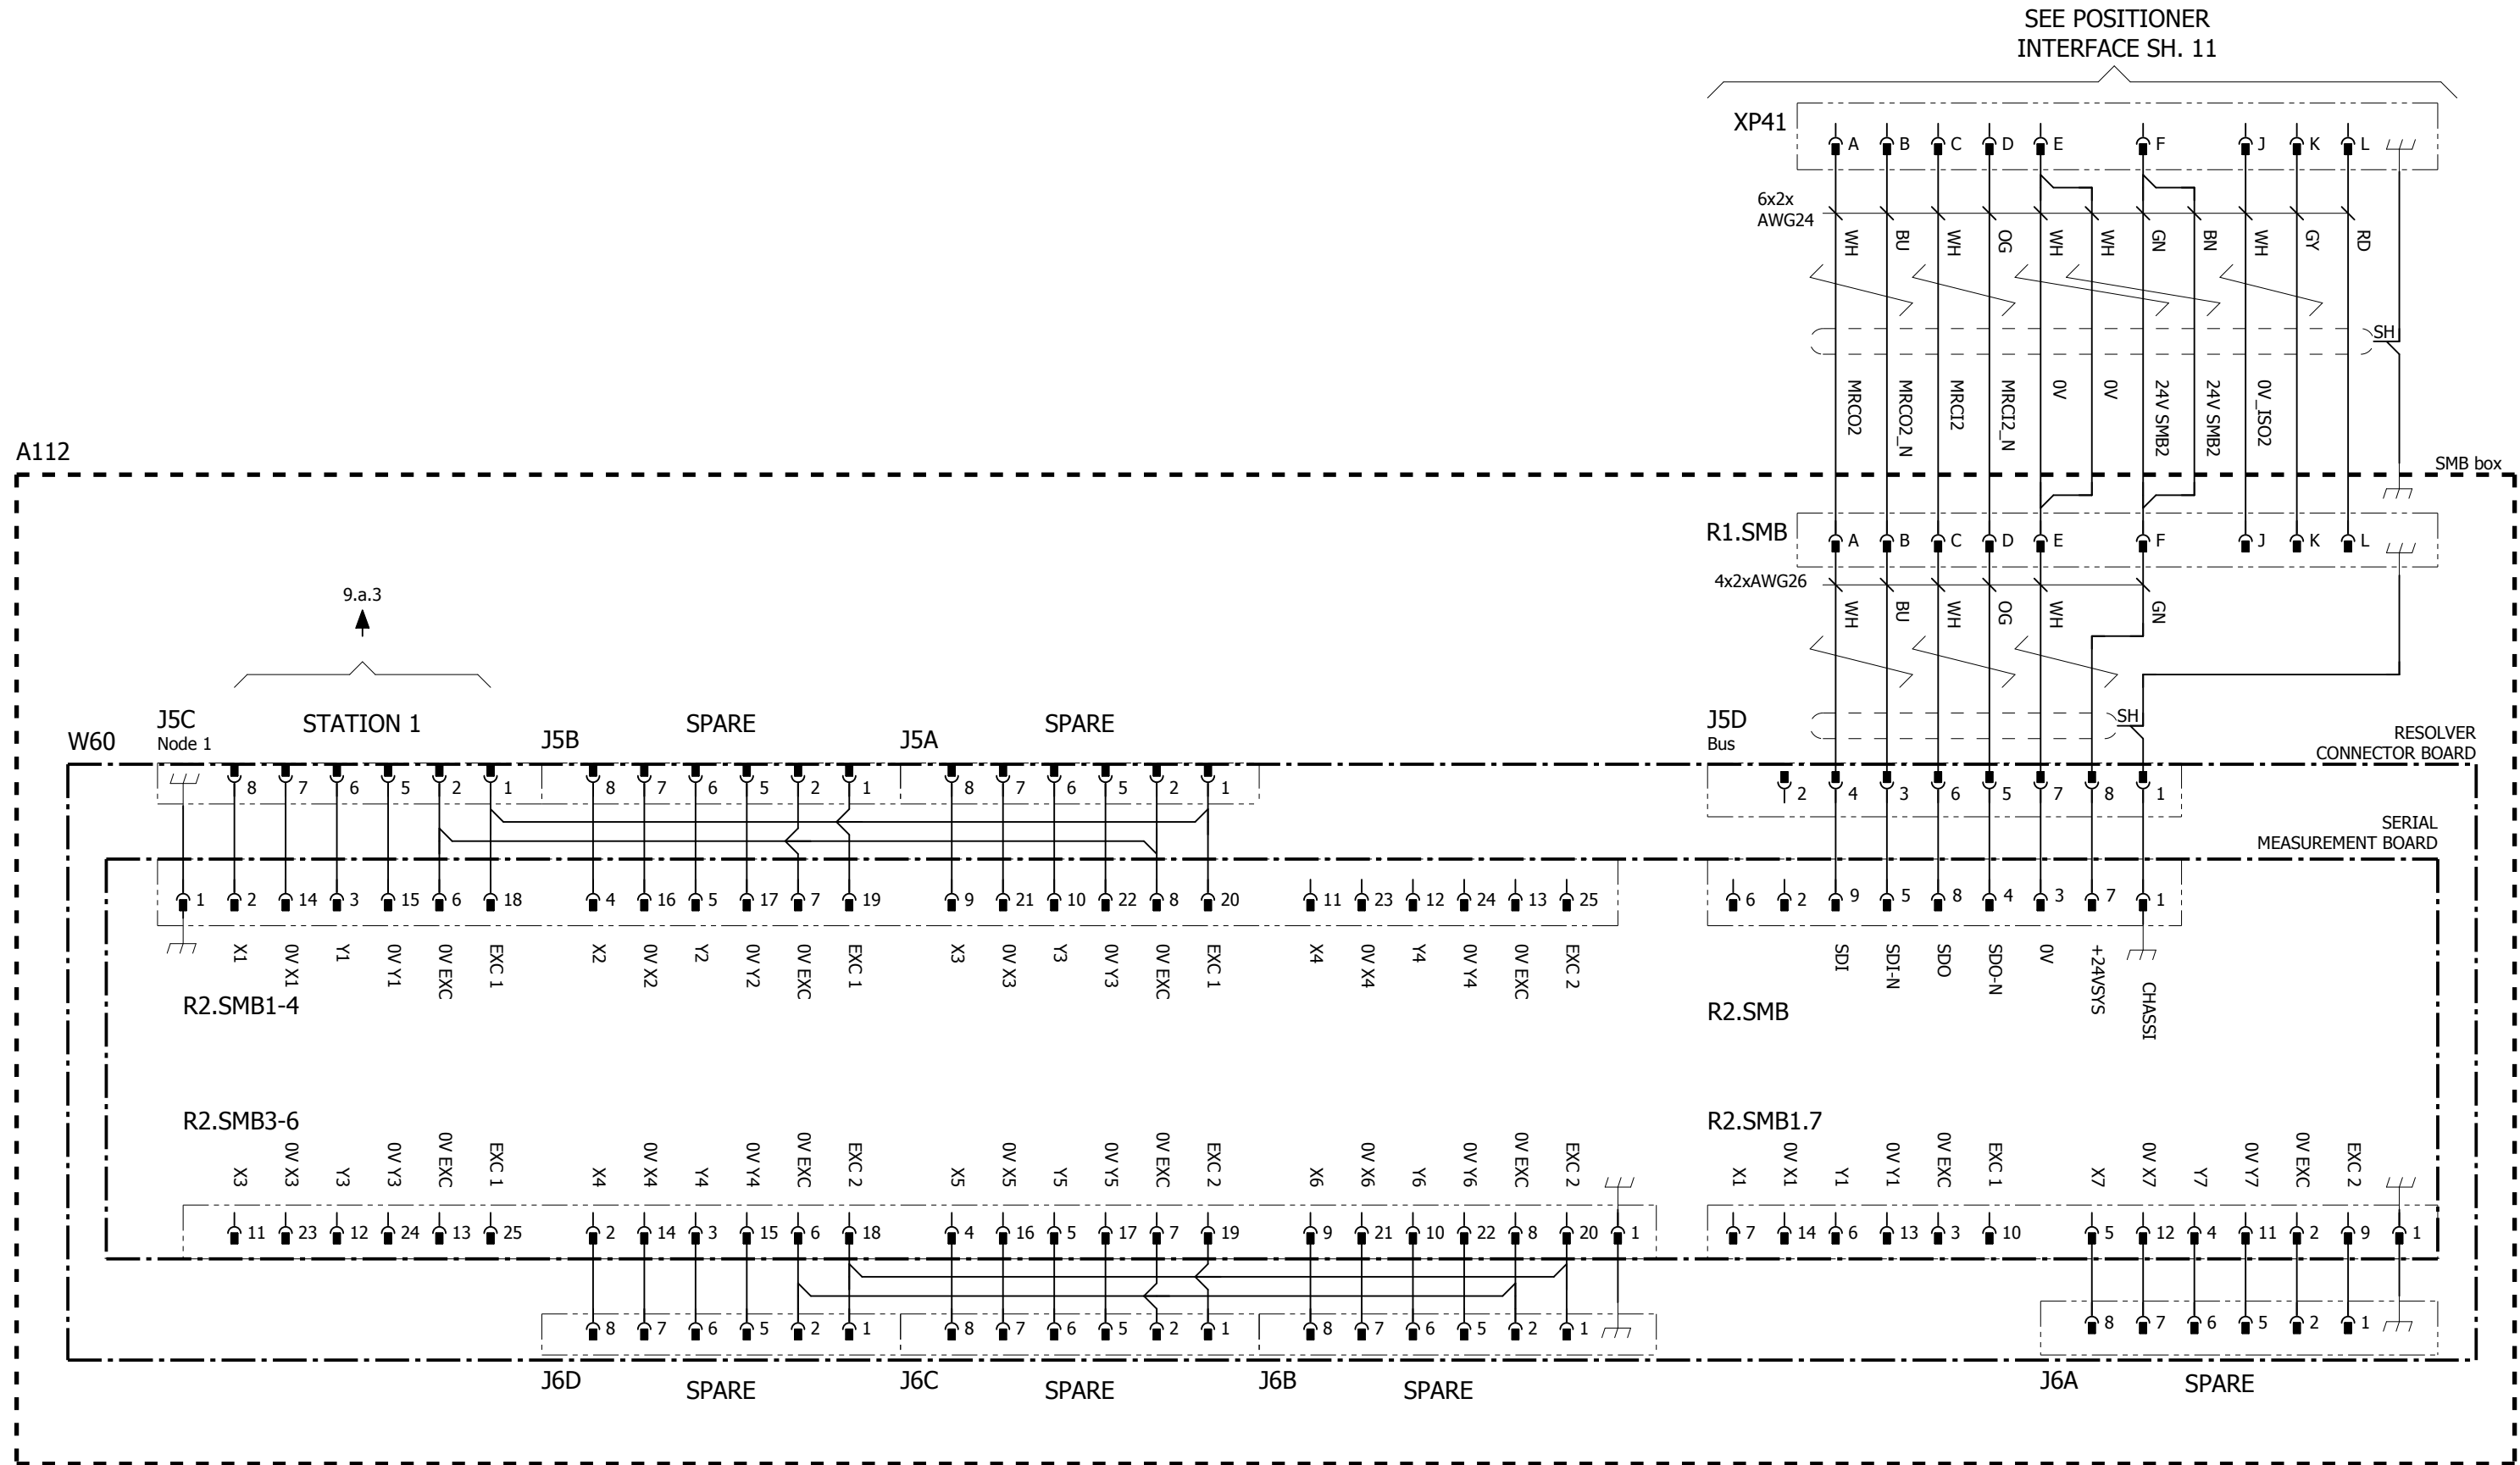 SEE POSITIONER
INTERFACE SH. 11
XP41
A B C D E F J K L
6x2x
AWG24
WH BU WH OG WH WH GN BN WH GY RD
SH
MRCO2 MRCO2_N MRCI2 MRCI2_N 0V 0V 24V SMB2 24V SMB2 0V_ISO2
A112
SMB box
R1.SMB
A B C D E F J K L
4x2xAWG26
WH BU WH OG WH GN
9.a.3
SH
W60
J5C
Node 1
STATION 1
J5B
SPARE
J5A
SPARE
J5D
Bus
RESOLVER
CONNECTOR BOARD
8 7 6 5 2 1 8 7 6 5 2 1 8 7 6 5 2 1
2 4 3 6 5 7 8 1
SERIAL
MEASUREMENT BOARD
1 2 14 3 15 6 18 4 16 5 17 7 19 9 21 10 22 8 20 11 23 12 24 13 25
6 2 9 5 8 4 3 7 1
X1 0V X1 Y1 0V Y1 0V EXC EXC 1 X2 0V X2 Y2 0V Y2 0V EXC EXC 1 X3 0V X3 Y3 0V Y3 0V EXC EXC 1 X4 0V X4 Y4 0V Y4 0V EXC EXC 2
SDI SDI-N SDO SDO-N 0V +24VSYS CHASSI
R2.SMB1-4
R2.SMB
R2.SMB3-6
R2.SMB1.7
X3 0V X3 Y3 0V Y3 0V EXC EXC 1 X4 0V X4 Y4 0V Y4 0V EXC EXC 2 X5 0V X5 Y5 0V Y5 0V EXC EXC 2 X6 0V X6 Y6 0V Y6 0V EXC EXC 2
X1 0V X1 Y1 0V Y1 0V EXC EXC 1 X7 0V X7 Y7 0V Y7 0V EXC EXC 2
11 23 12 24 13 25 2 14 3 15 6 18 4 16 5 17 7 19 9 21 10 22 8 20 1
7 14 6 13 3 10 5 12 4 11 2 9 1
8 7 6 5 2 1 8 7 6 5 2 1 8 7 6 5 2 1
8 7 6 5 2 1
J6D
SPARE
J6C
SPARE
J6B
SPARE
J6A
SPARE